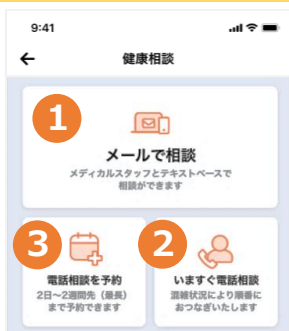 9:41
健康相談
1
メールで相談
メディカルスタッフとテキストベースで
相談ができます
3
電話相談を予約
2日〜2週間先（最長）
まで予約できます
2
いますぐ電話相談
混雑状況により順番に
おつなぎいたします